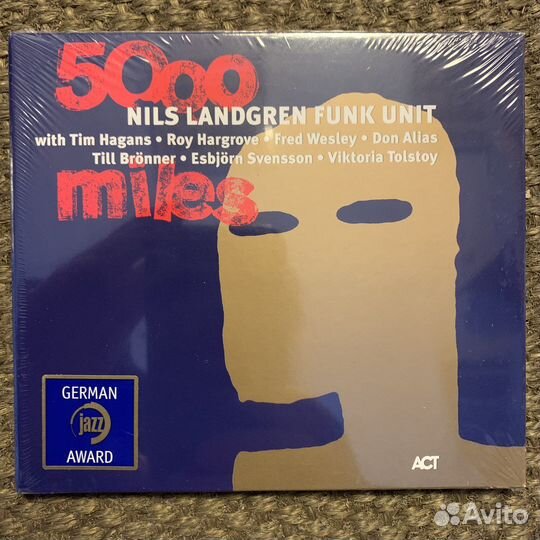 5000
NILS LANDGREN FUNK UNIT
with Tim Hagans • Roy Hargrove • Fred Wesley • Don Alias
Till Brönner • Esbjörn Svensson • Viktoria Tolstoy
miles
GERMAN
jazz
AWARD
ACT
Avito